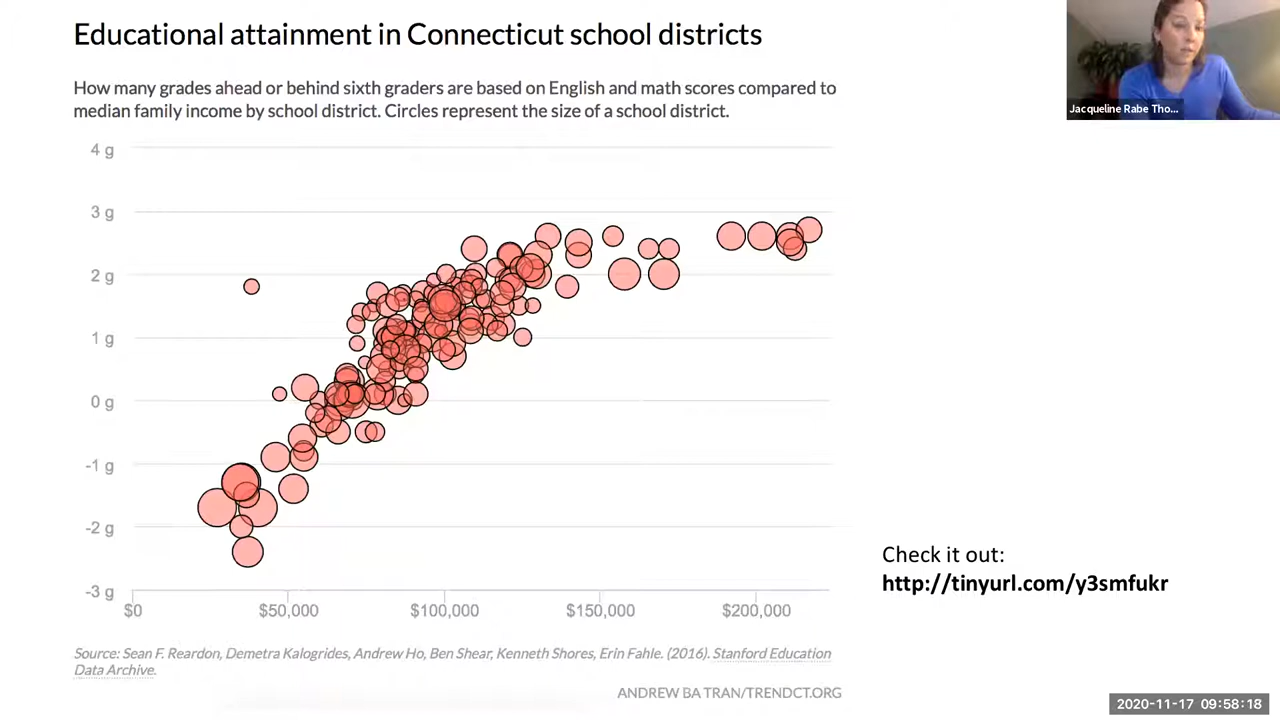 Educational attainment in Connecticut school districts
How many grades ahead or behind sixth graders are based on English and math scores compared to
median family income by school district. Circles represent the size of a school district.
Jacqueline Rabe Tho...
4 g
3 g
2 g
1 g
0 g
-1 g
-2 g
-3 g
$0 $50,000 $100,000 $150,000 $200,000
Check it out:
http://tinyurl.com/y3smfukr
Source: Sean F. Reardon, Demetra Kalogrides, Andrew Ho, Ben Shear, Kenneth Shores, Erin Fahle. (2016). Stanford Education
Data Archive.
ANDREW BA TRAN/TRENDCT.ORG
2020-11-17 09:58:18